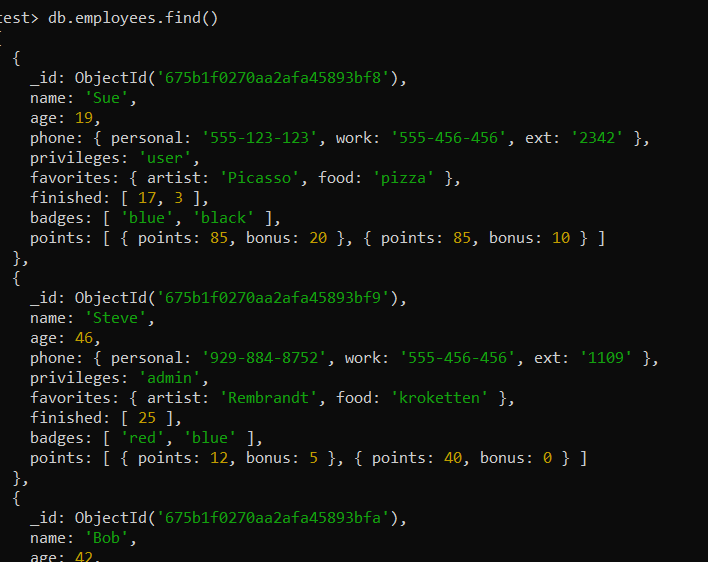 test> db.employees.find()
[
  {
    _id: ObjectId('675b1f0270aa2afa45893bf8'),
    name: 'Sue',
    age: 19,
    phone: { personal: '555-123-123', work: '555-456-456', ext: '2342' },
    privileges: 'user',
    favorites: { artist: 'Picasso', food: 'pizza' },
    finished: [ 17, 3 ],
    badges: [ 'blue', 'black' ],
    points: [ { points: 85, bonus: 20 }, { points: 85, bonus: 10 } ]
  },
  {
    _id: ObjectId('675b1f0270aa2afa45893bf9'),
    name: 'Steve',
    age: 46,
    phone: { personal: '929-884-8752', work: '555-456-456', ext: '1109' },
    privileges: 'admin',
    favorites: { artist: 'Rembrandt', food: 'kroketten' },
    finished: [ 25 ],
    badges: [ 'red', 'blue' ],
    points: [ { points: 12, bonus: 5 }, { points: 40, bonus: 0 } ]
  },
  {
    _id: ObjectId('675b1f0270aa2afa45893bfa'),
    name: 'Bob',
    age: 42,